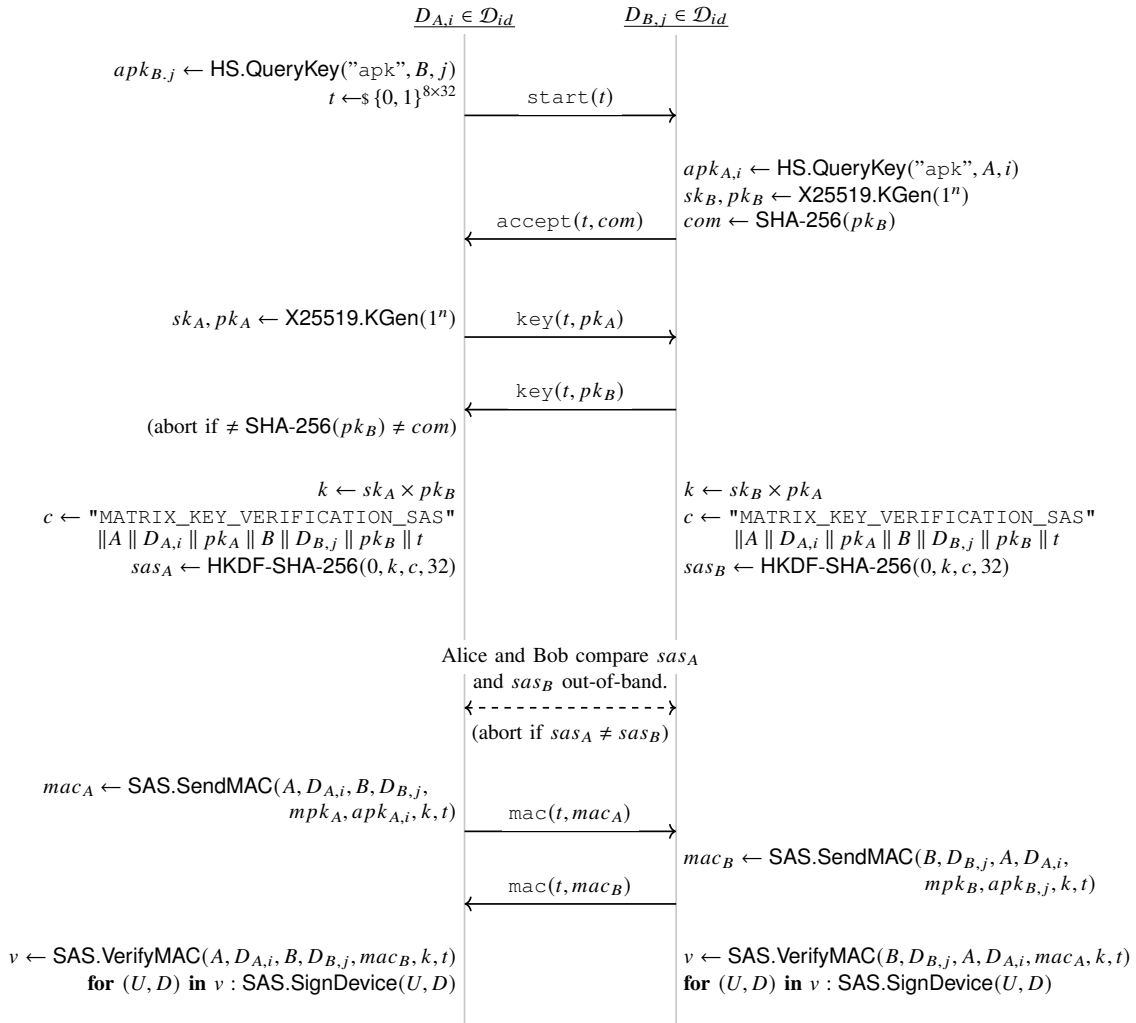 D_{A,i} ∈ 𝒟_{id}
D_{B,j} ∈ 𝒟_{id}
apk_{B.j} ← HS.QueryKey("apk", B, j)
t ←$ {0, 1}^{8×32}
start(t)
apk_{A,i} ← HS.QueryKey("apk", A, i)
sk_B, pk_B ← X25519.KGen(1^n)
com ← SHA-256(pk_B)
accept(t, com)
sk_A, pk_A ← X25519.KGen(1^n)
key(t, pk_A)
key(t, pk_B)
(abort if ≠ SHA-256(pk_B) ≠ com)
k ← sk_A × pk_B
c ← "MATRIX_KEY_VERIFICATION_SAS"
∥A ∥ D_{A,i} ∥ pk_A ∥ B ∥ D_{B,j} ∥ pk_B ∥ t
sas_A ← HKDF-SHA-256(0, k, c, 32)
k ← sk_B × pk_A
c ← "MATRIX_KEY_VERIFICATION_SAS"
∥A ∥ D_{A,i} ∥ pk_A ∥ B ∥ D_{B,j} ∥ pk_B ∥ t
sas_B ← HKDF-SHA-256(0, k, c, 32)
Alice and Bob compare sas_A
and sas_B out-of-band.
(abort if sas_A ≠ sas_B)
mac_A ← SAS.SendMAC(A, D_{A,i}, B, D_{B,j},
mpk_A, apk_{A,i}, k, t)
mac(t, mac_A)
mac_B ← SAS.SendMAC(B, D_{B,j}, A, D_{A,i},
mpk_B, apk_{B,j}, k, t)
mac(t, mac_B)
v ← SAS.VerifyMAC(A, D_{A,i}, B, D_{B,j}, mac_B, k, t)
for (U, D) in v : SAS.SignDevice(U, D)
v ← SAS.VerifyMAC(B, D_{B,j}, A, D_{A,i}, mac_A, k, t)
for (U, D) in v : SAS.SignDevice(U, D)